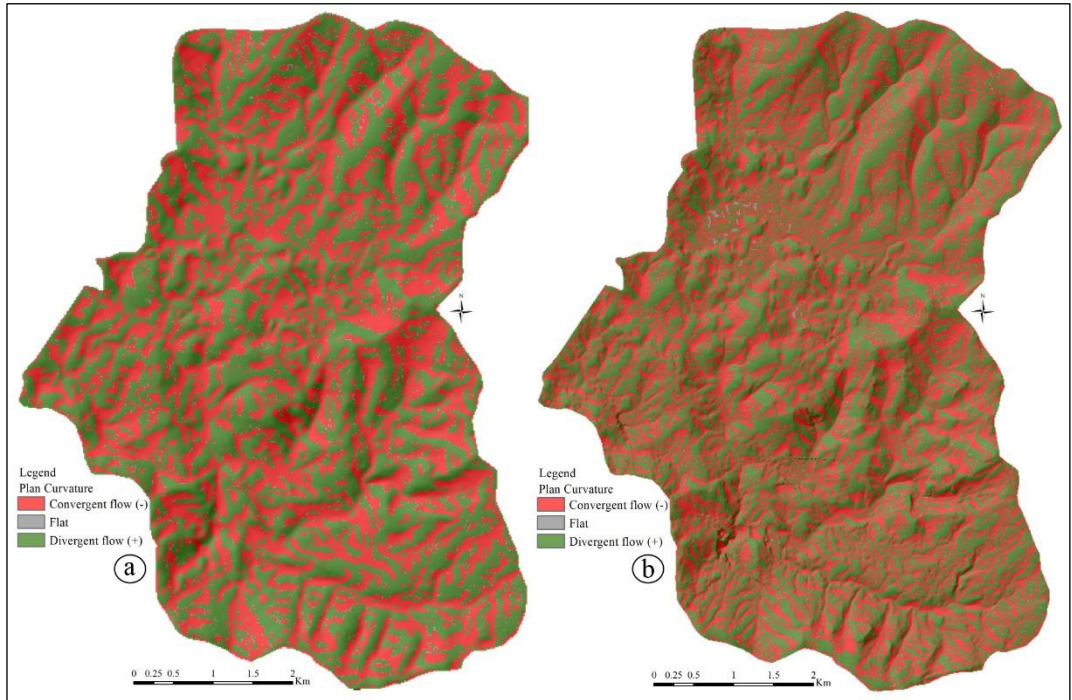 N
Legend
Plan Curvature
Convergent flow (-)
Flat
Divergent flow (+)
a
0 0.25 0.5 1 1.5 2
Km
N
Legend
Plan Curvature
Convergent flow (-)
Flat
Divergent flow (+)
b
0 0.25 0.5 1 1.5 2
Km